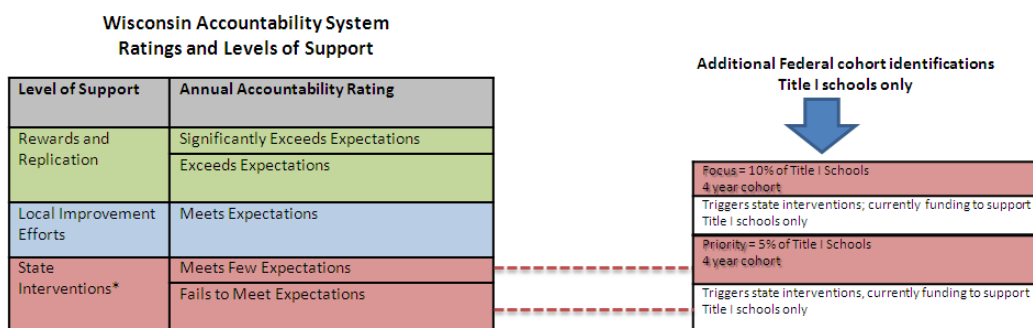 Wisconsin Accountability System
Ratings and Levels of Support
Level of Support
Annual Accountability Rating
Rewards and
Replication
Significantly Exceeds Expectations
Exceeds Expectations
Local Improvement
Efforts
Meets Expectations
State
Interventions*
Meets Few Expectations
Fails to Meet Expectations
Additional Federal cohort identifications
Title I schools only
Focus = 10% of Title I Schools
4 year cohort
Triggers state interventions; currently funding to support
Title I schools only
Priority = 5% of Title I Schools
4 year cohort
Triggers state interventions, currently funding to support
Title I schools only